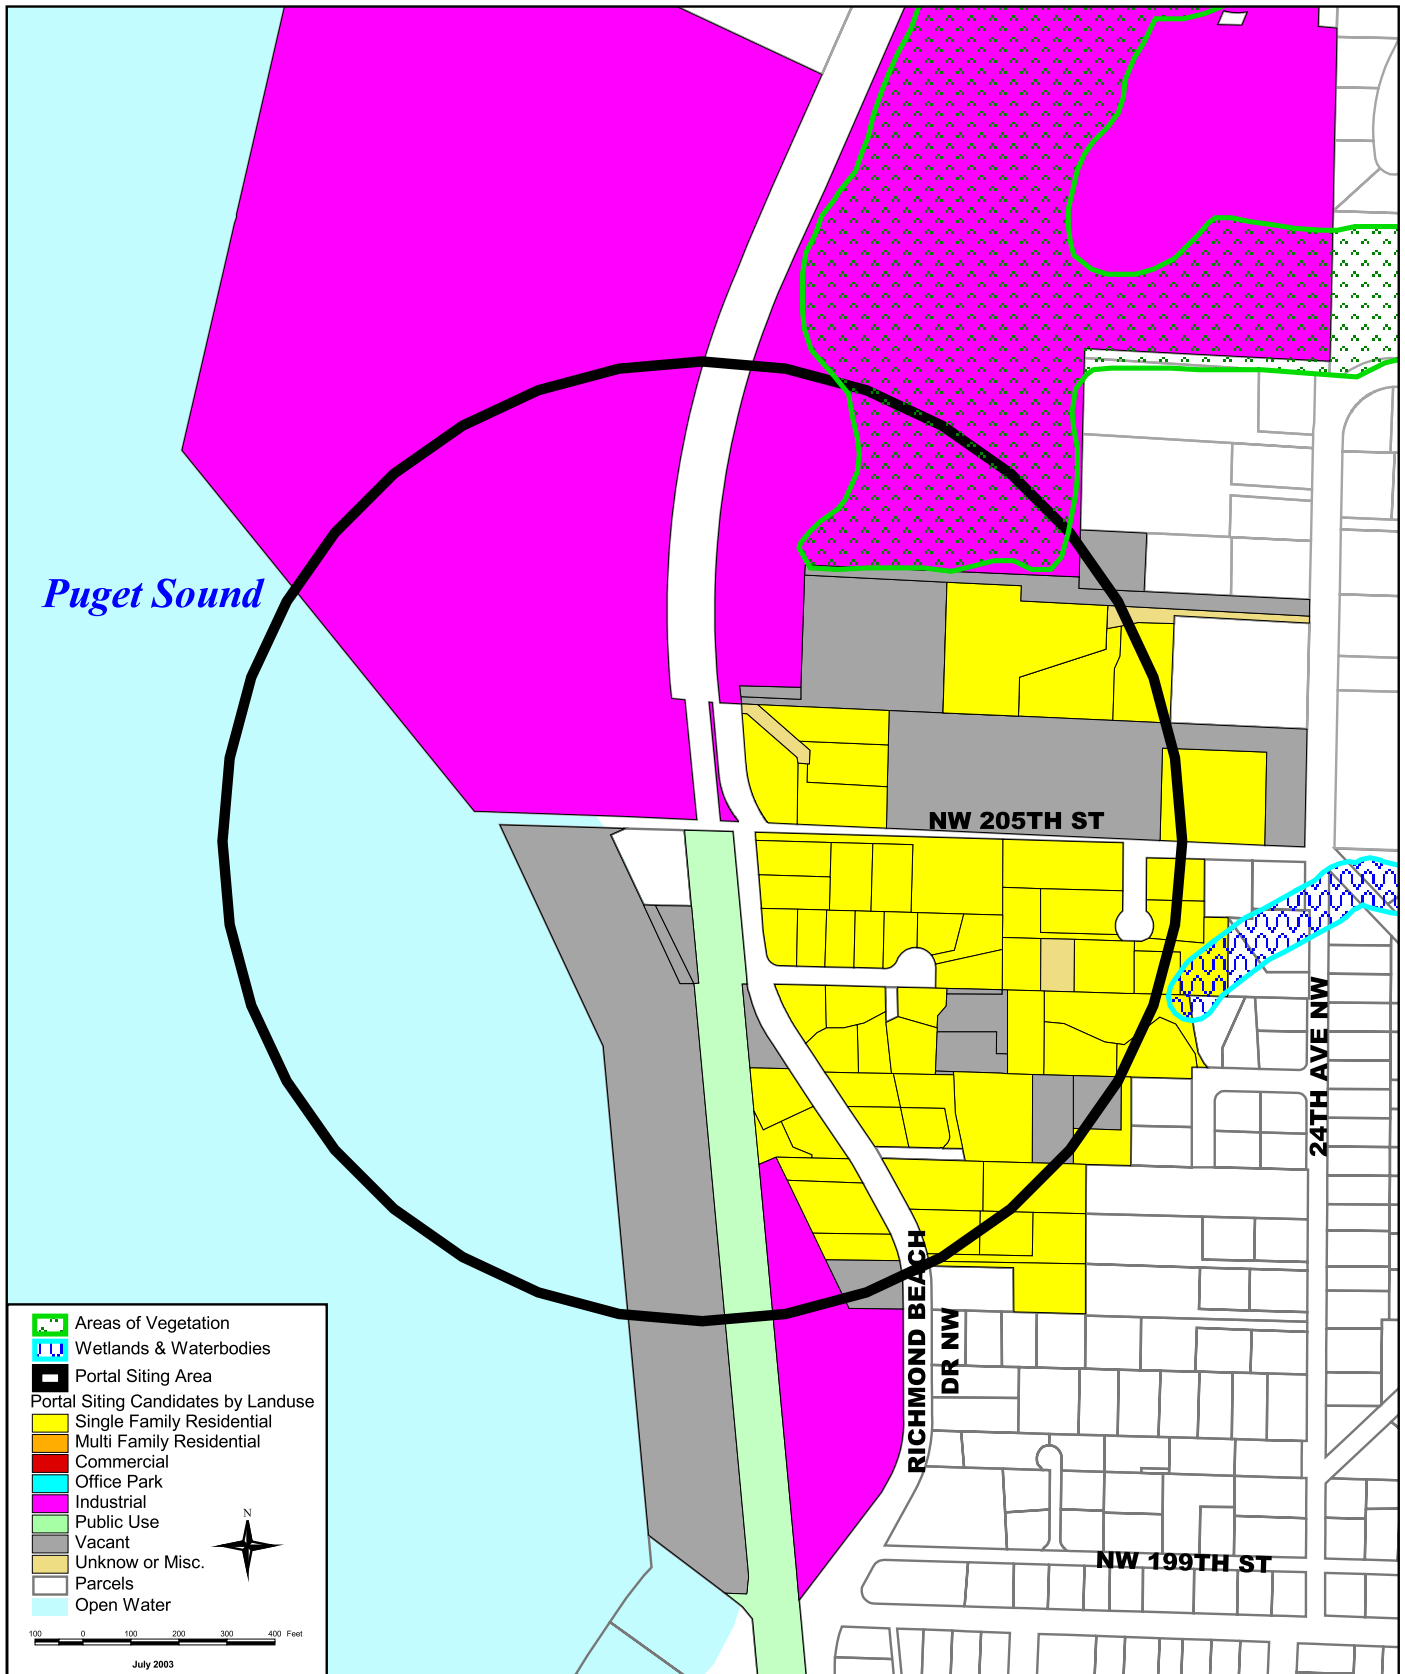 Puget Sound
NW 205TH ST
24TH AVE NW
RICHMOND BEACH
DR NW
NW 199TH ST
Areas of Vegetation
Wetlands & Waterbodies
Portal Siting Area
Portal Siting Candidates by Landuse
Single Family Residential
Multi Family Residential
Commercial
Office Park
Industrial
Public Use
Vacant
Unknow or Misc.
Parcels
Open Water
N
100 0 100 200 300 400 Feet
July 2003